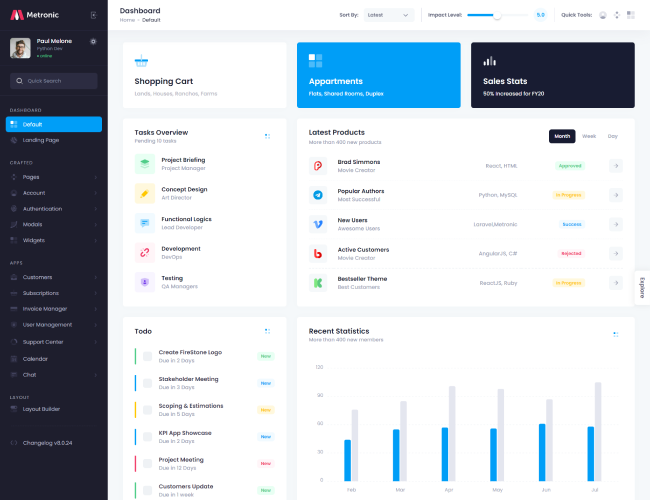 Metronic
Paul Melone
Python Dev
online
Quick Search
DASHBOARD
Default
Landing Page
CRAFTED
Pages
Account
Authentication
Modals
Widgets
APPS
Customers
Subscriptions
Invoice Manager
User Management
Support Center
Calendar
Chat
LAYOUT
Layout Builder
Changelog v8.0.24
Dashboard
Home - Default
Sort By:
Latest
Impact Level:
5.0
Quick Tools:
Shopping Cart
Lands, Houses, Ranches, Farms
Appartments
Flats, Shared Rooms, Duplex
Sales Stats
50% Increased for FY20
Tasks Overview
Pending 10 tasks
Project Briefing
Project Manager
Concept Design
Art Director
Functional Logics
Lead Developer
Development
DevOps
Testing
QA Managers
Latest Products
More than 400 new products
Month
Week
Day
Brad Simmons
Movie Creator
React, HTML
Approved
Popular Authors
Most Successful
Python, MySQL
In Progress
New Users
Awesome Users
Laravel,Metronic
Success
Active Customers
Movie Creator
AngularJS, C#
Rejected
Bestseller Theme
Best Customers
ReactJS, Ruby
In Progress
Explore
Todo
Create FireStone Logo
Due in 2 Days
New
Stakeholder Meeting
Due in 3 Days
New
Scoping & Estimations
Due in 5 Days
New
KPI App Showcase
Due in 2 Days
New
Project Meeting
Due in 12 Days
New
Customers Update
Due in 1 week
New
Recent Statistics
More than 400 new members
120
90
60
30
0
Feb
Mar
Apr
May
Jun
Jul